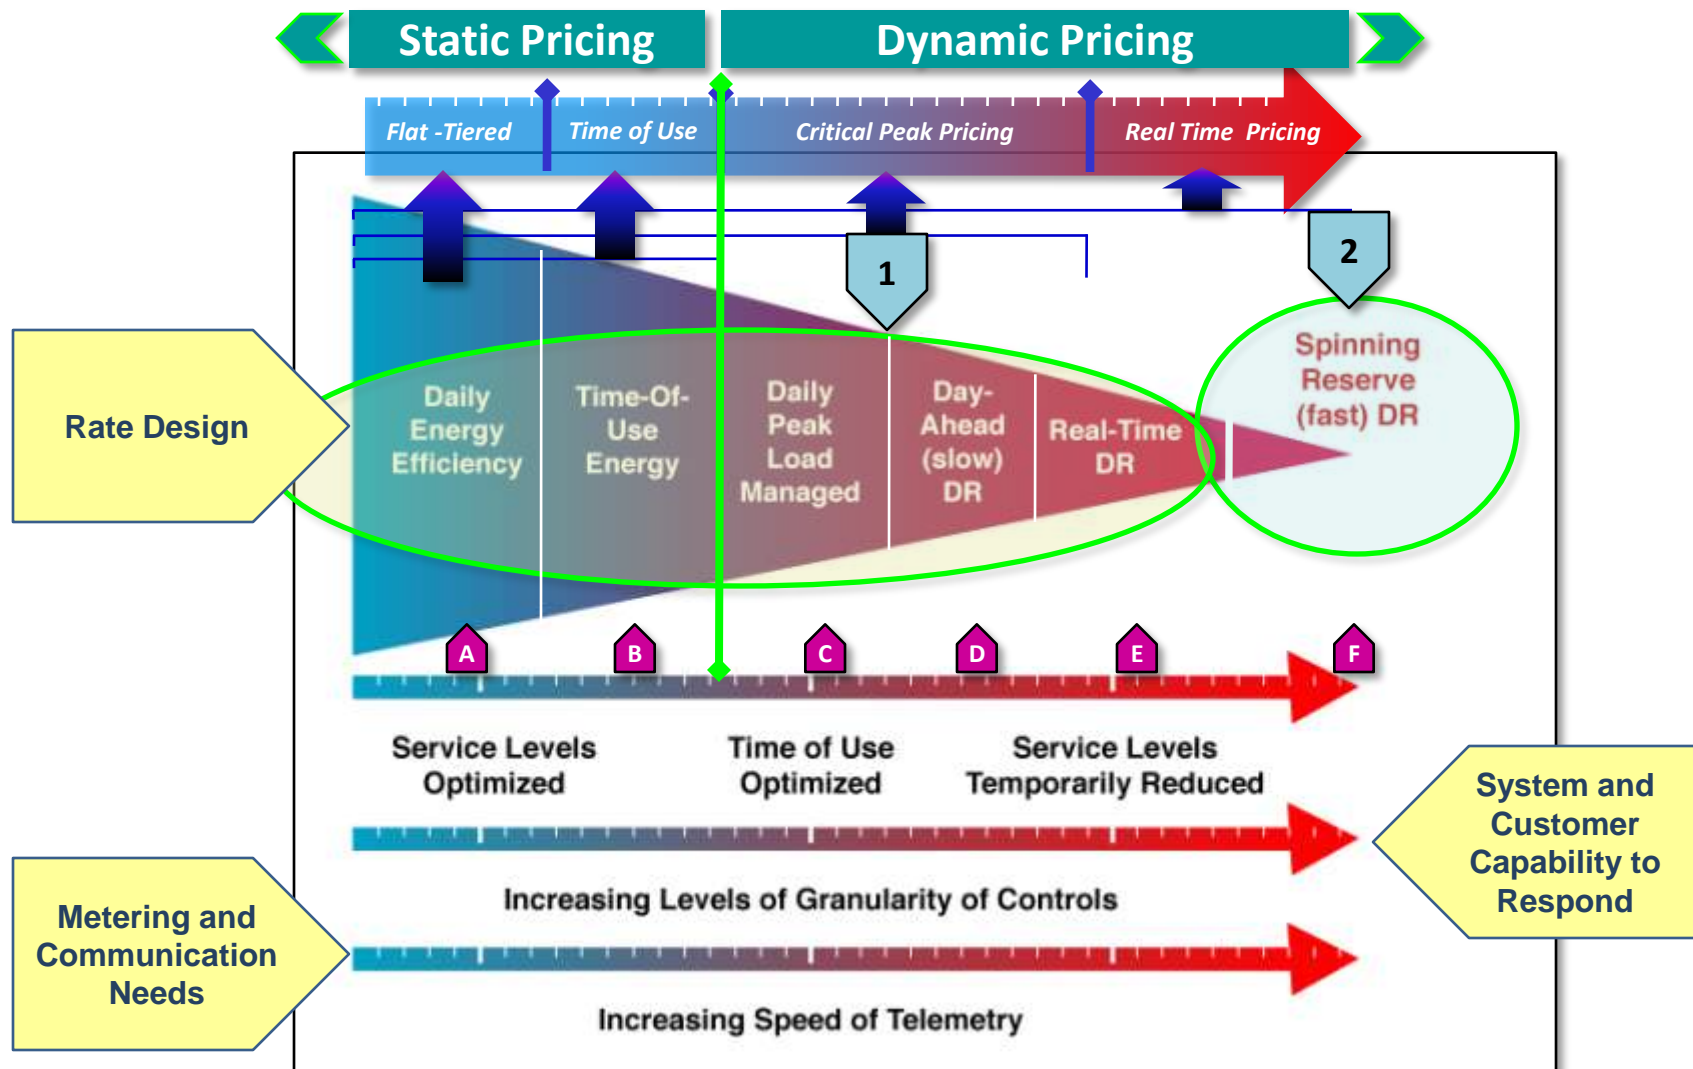 Static Pricing
Dynamic Pricing
Flat -Tiered
Time of Use
Critical Peak Pricing
Real Time Pricing
1
2
Rate Design
Daily
Energy
Efficiency
Time-Of-
Use
Energy
Daily
Peak
Load
Managed
Day-
Ahead
(slow)
DR
Real-Time
DR
Spinning
Reserve
(fast) DR
A
B
C
D
E
F
Service Levels
Optimized
Time of Use
Optimized
Service Levels
Temporarily Reduced
System and
Customer
Capability to
Respond
Increasing Levels of Granularity of Controls
Metering and
Communication
Needs
Increasing Speed of Telemetry